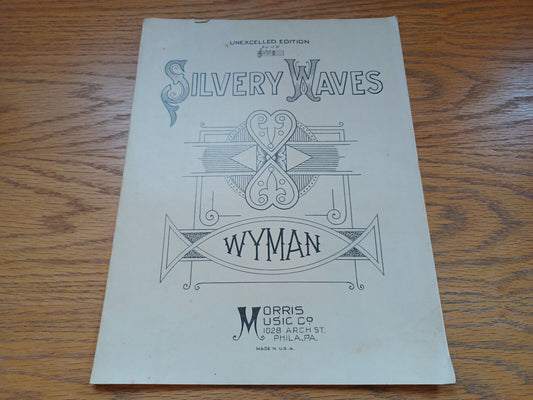 UNEXCELLED EDITION
SILVERY WAVES
WYMAN
MORRIS
MUSIC CO
1028 ARCH ST.
PHILA., PA.
MADE IN U.S.A.